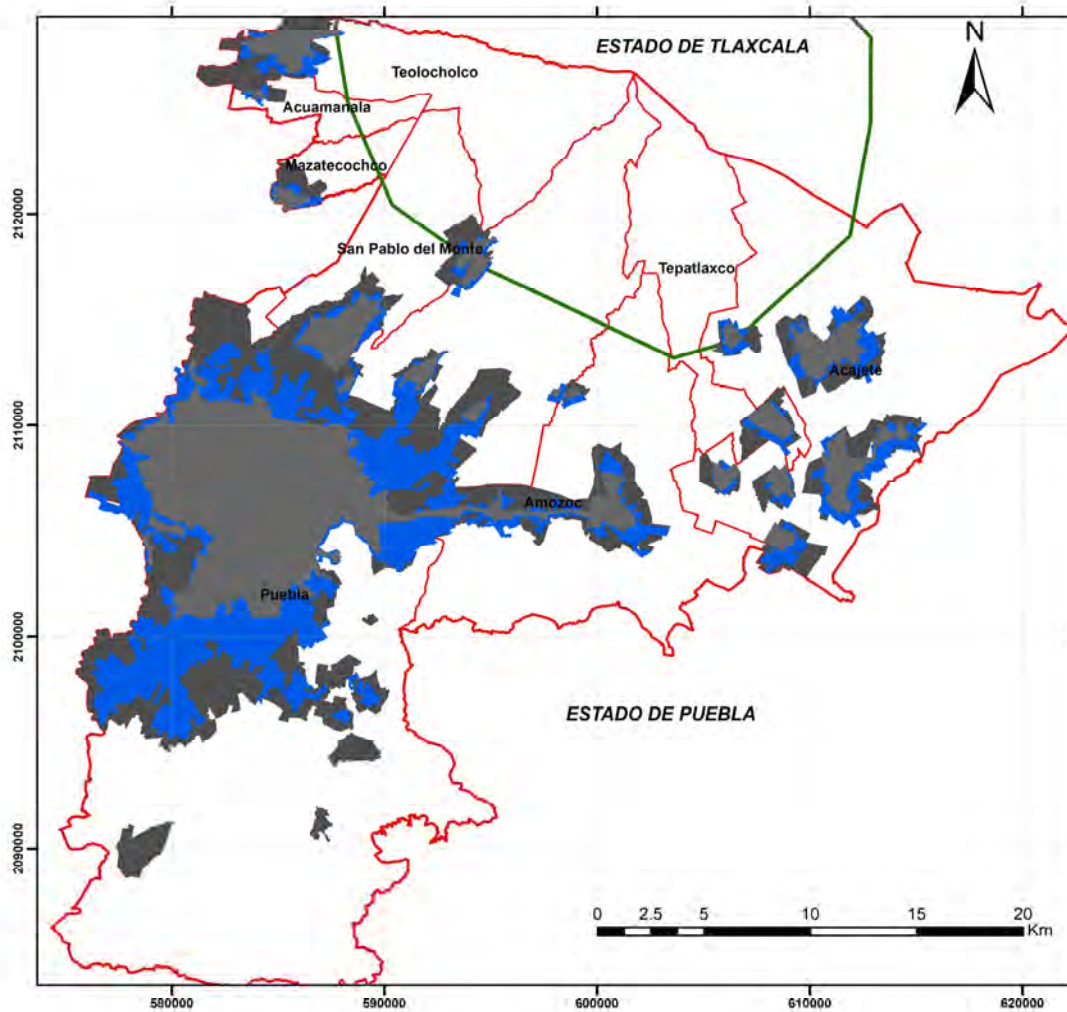 ESTADO DE TLAXCALA
N
Teolocholco
Acuamanala
Mazatecochco
San Pablo del Monte
Tepatlaxco
Acajete
Amozoc
Puebla
ESTADO DE PUEBLA
2120000
2110000
2100000
2090000
0 2.5 5 10 15 20
Km
580000 590000 600000 610000 620000